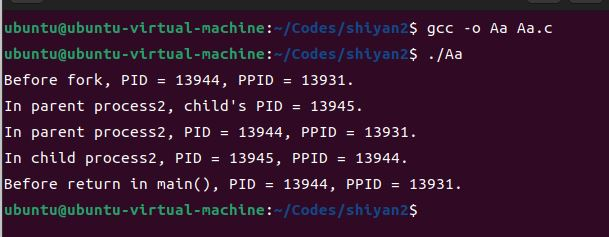 ubuntu@ubuntu-virtual-machine:~/Codes/shiyan2$ gcc -o Aa Aa.c
ubuntu@ubuntu-virtual-machine:~/Codes/shiyan2$ ./Aa
Before fork, PID = 13944, PPID = 13931.
In parent process2, child's PID = 13945.
In parent process2, PID = 13944, PPID = 13931.
In child process2, PID = 13945, PPID = 13944.
Before return in main(), PID = 13944, PPID = 13931.
ubuntu@ubuntu-virtual-machine:~/Codes/shiyan2$